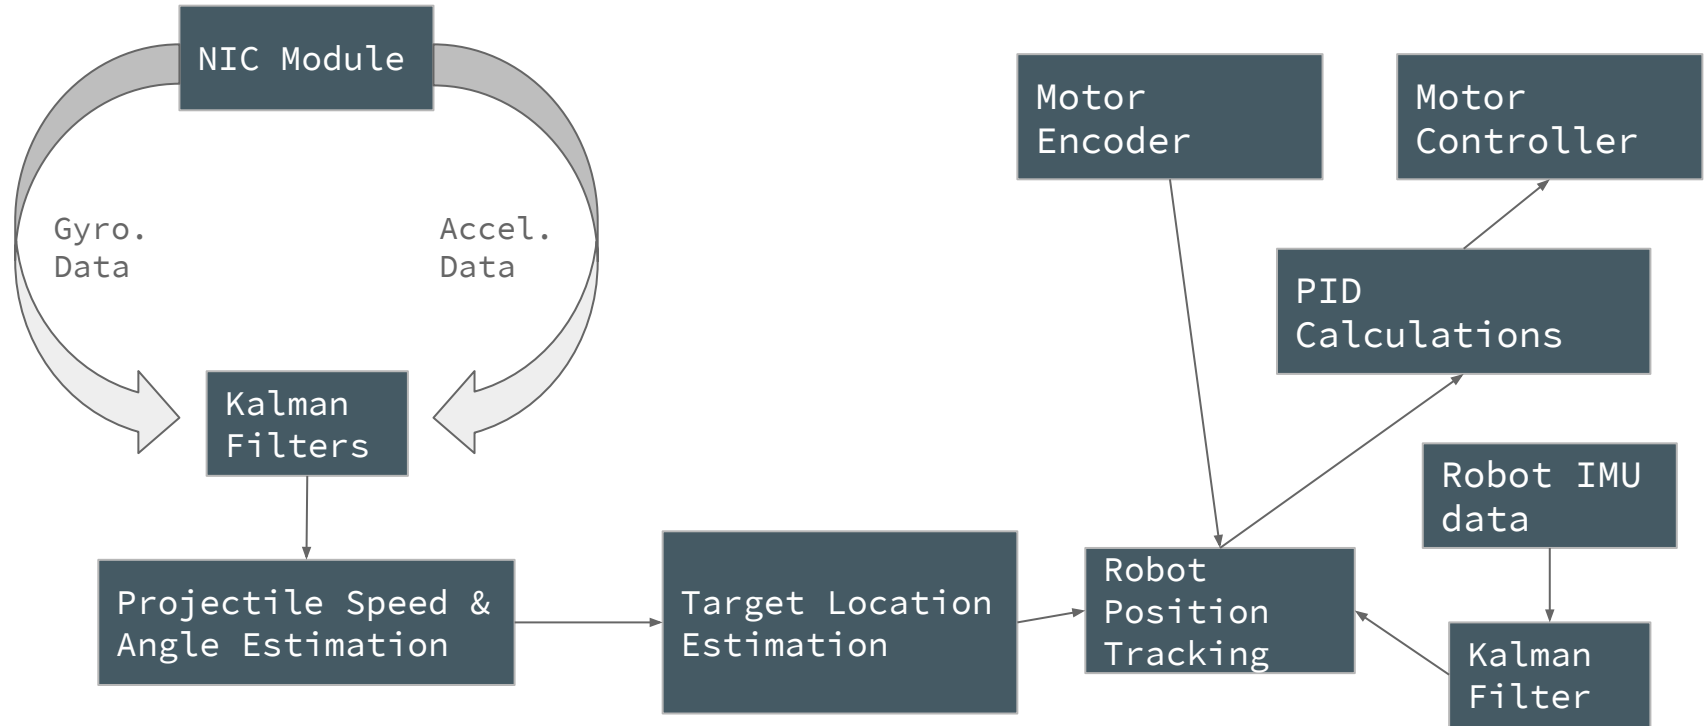 NIC Module
Gyro.
Data
Accel.
Data
Kalman
Filters
Projectile Speed &
Angle Estimation
Target Location
Estimation
Motor
Encoder
Motor
Controller
PID
Calculations
Robot IMU
data
Robot
Position
Tracking
Kalman
Filter